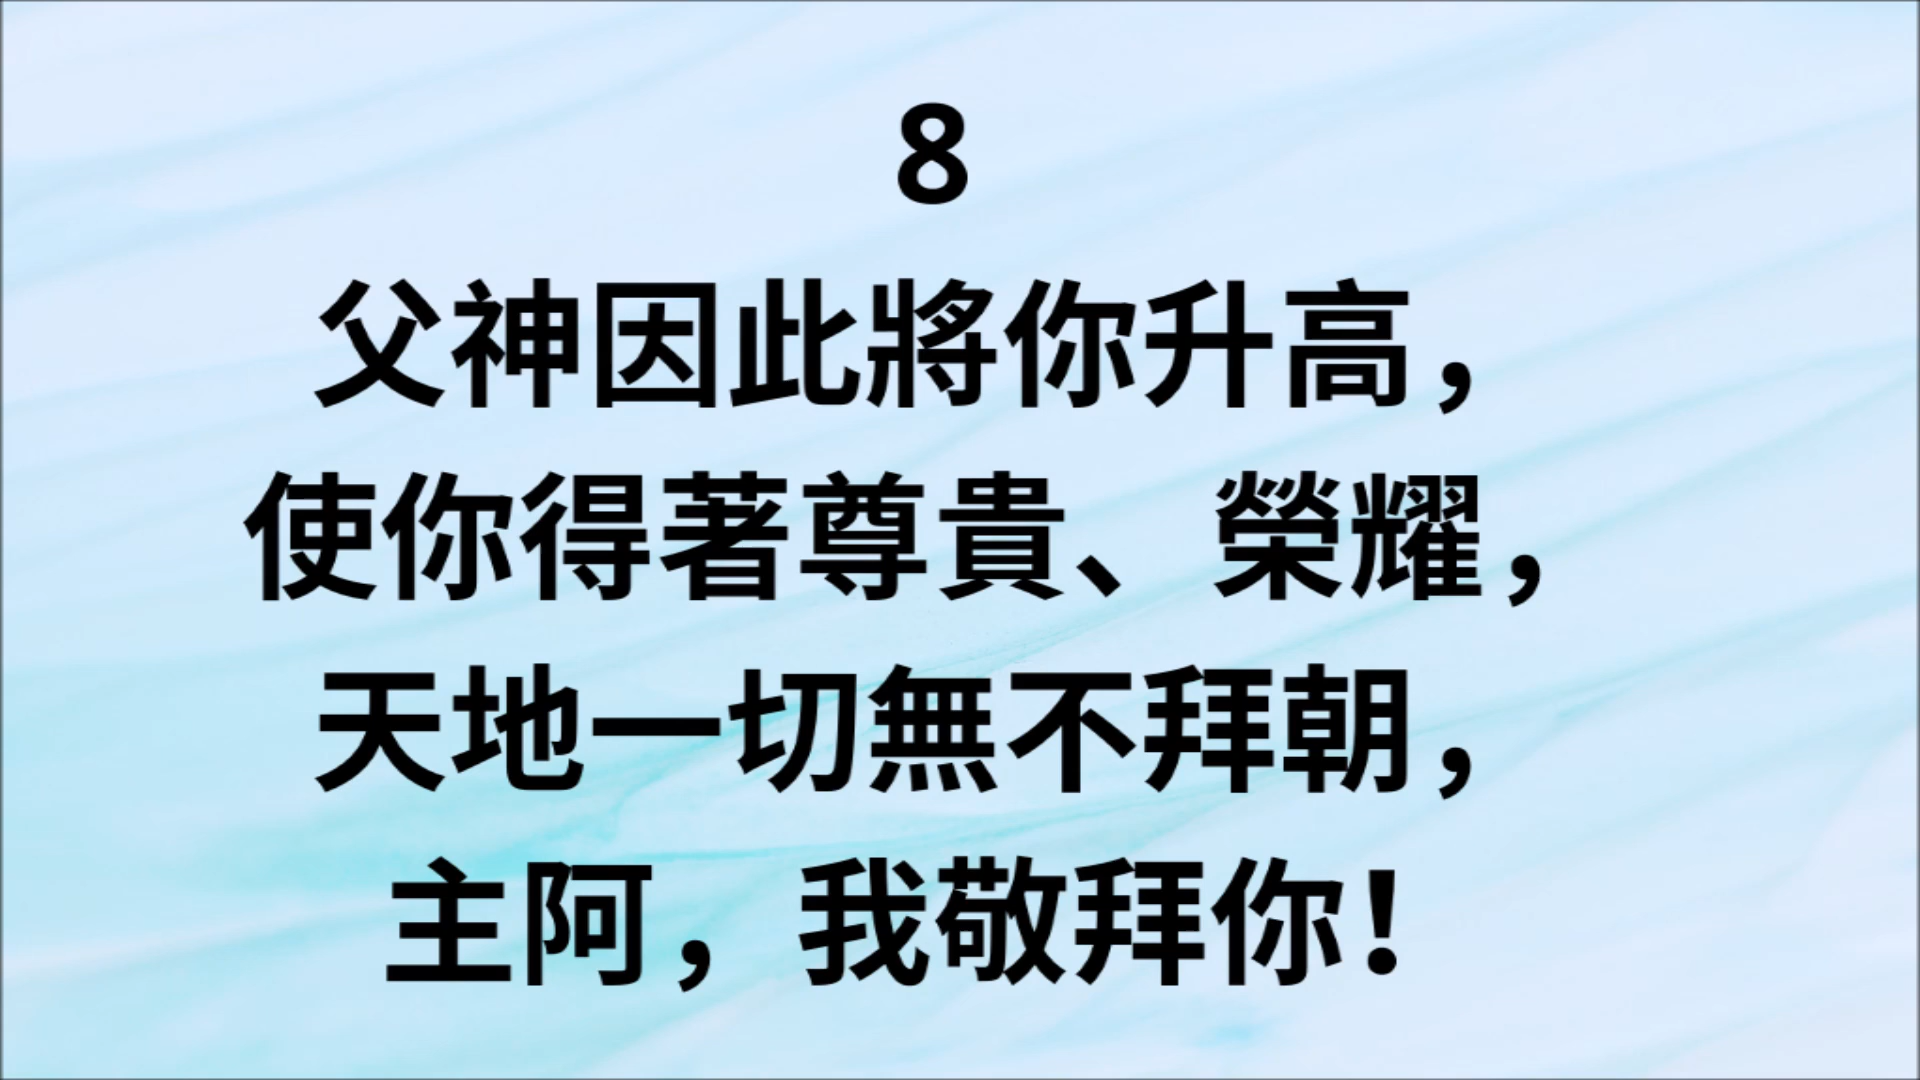 8
父神因此將你升高，
使你得著尊貴、榮耀，
天地一切無不拜朝，
主阿，我敬拜你！